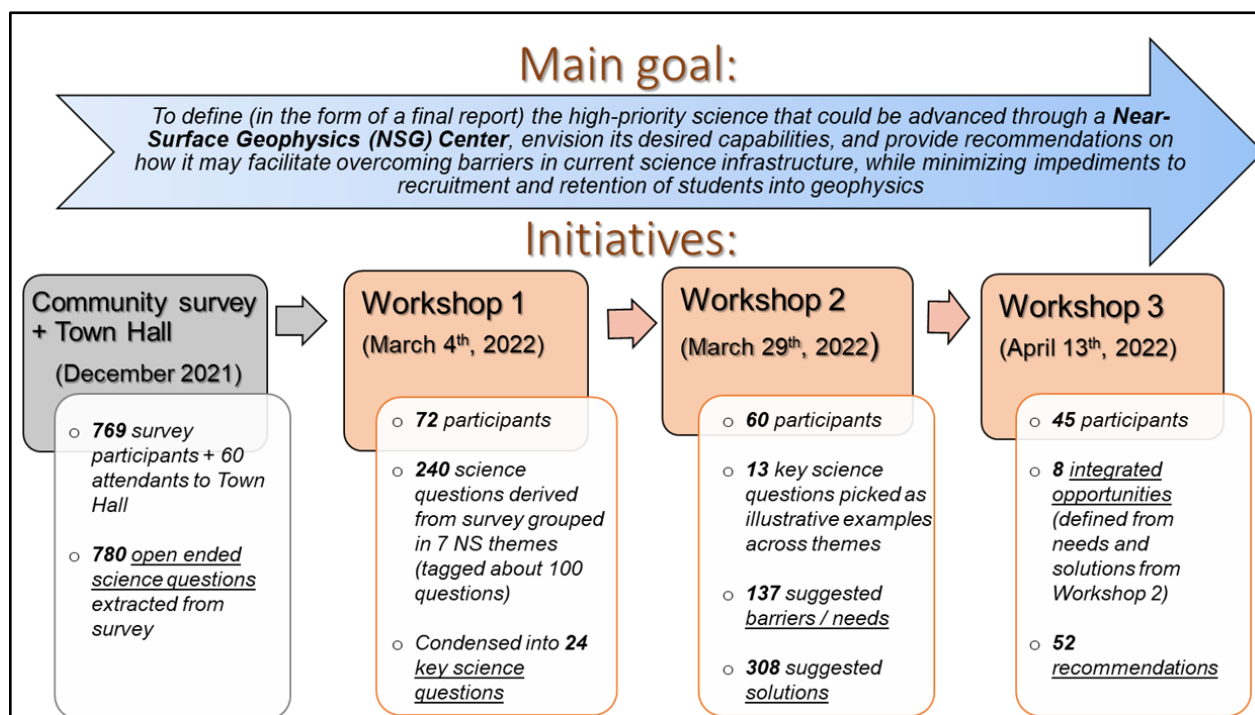 Main goal:
To define (in the form of a final report) the high-priority science that could be advanced through a Near-
Surface Geophysics (NSG) Center, envision its desired capabilities, and provide recommendations on
how it may facilitate overcoming barriers in current science infrastructure, while minimizing impediments to
recruitment and retention of students into geophysics
Initiatives:
Community survey
+ Town Hall
(December 2021)
○ 769 survey
participants + 60
attendants to Town
Hall
○ 780 open ended
science questions
extracted from
survey
Workshop 1
(March 4th, 2022)
○ 72 participants
○ 240 science
questions derived
from survey grouped
in 7 NS themes
(tagged about 100
questions)
○ Condensed into 24
key science
questions
Workshop 2
(March 29th, 2022)
○ 60 participants
○ 13 key science
questions picked as
illustrative examples
across themes
○ 137 suggested
barriers / needs
○ 308 suggested
solutions
Workshop 3
(April 13th, 2022)
○ 45 participants
○ 8 integrated
opportunities
(defined from
needs and
solutions from
Workshop 2)
○ 52
recommendations